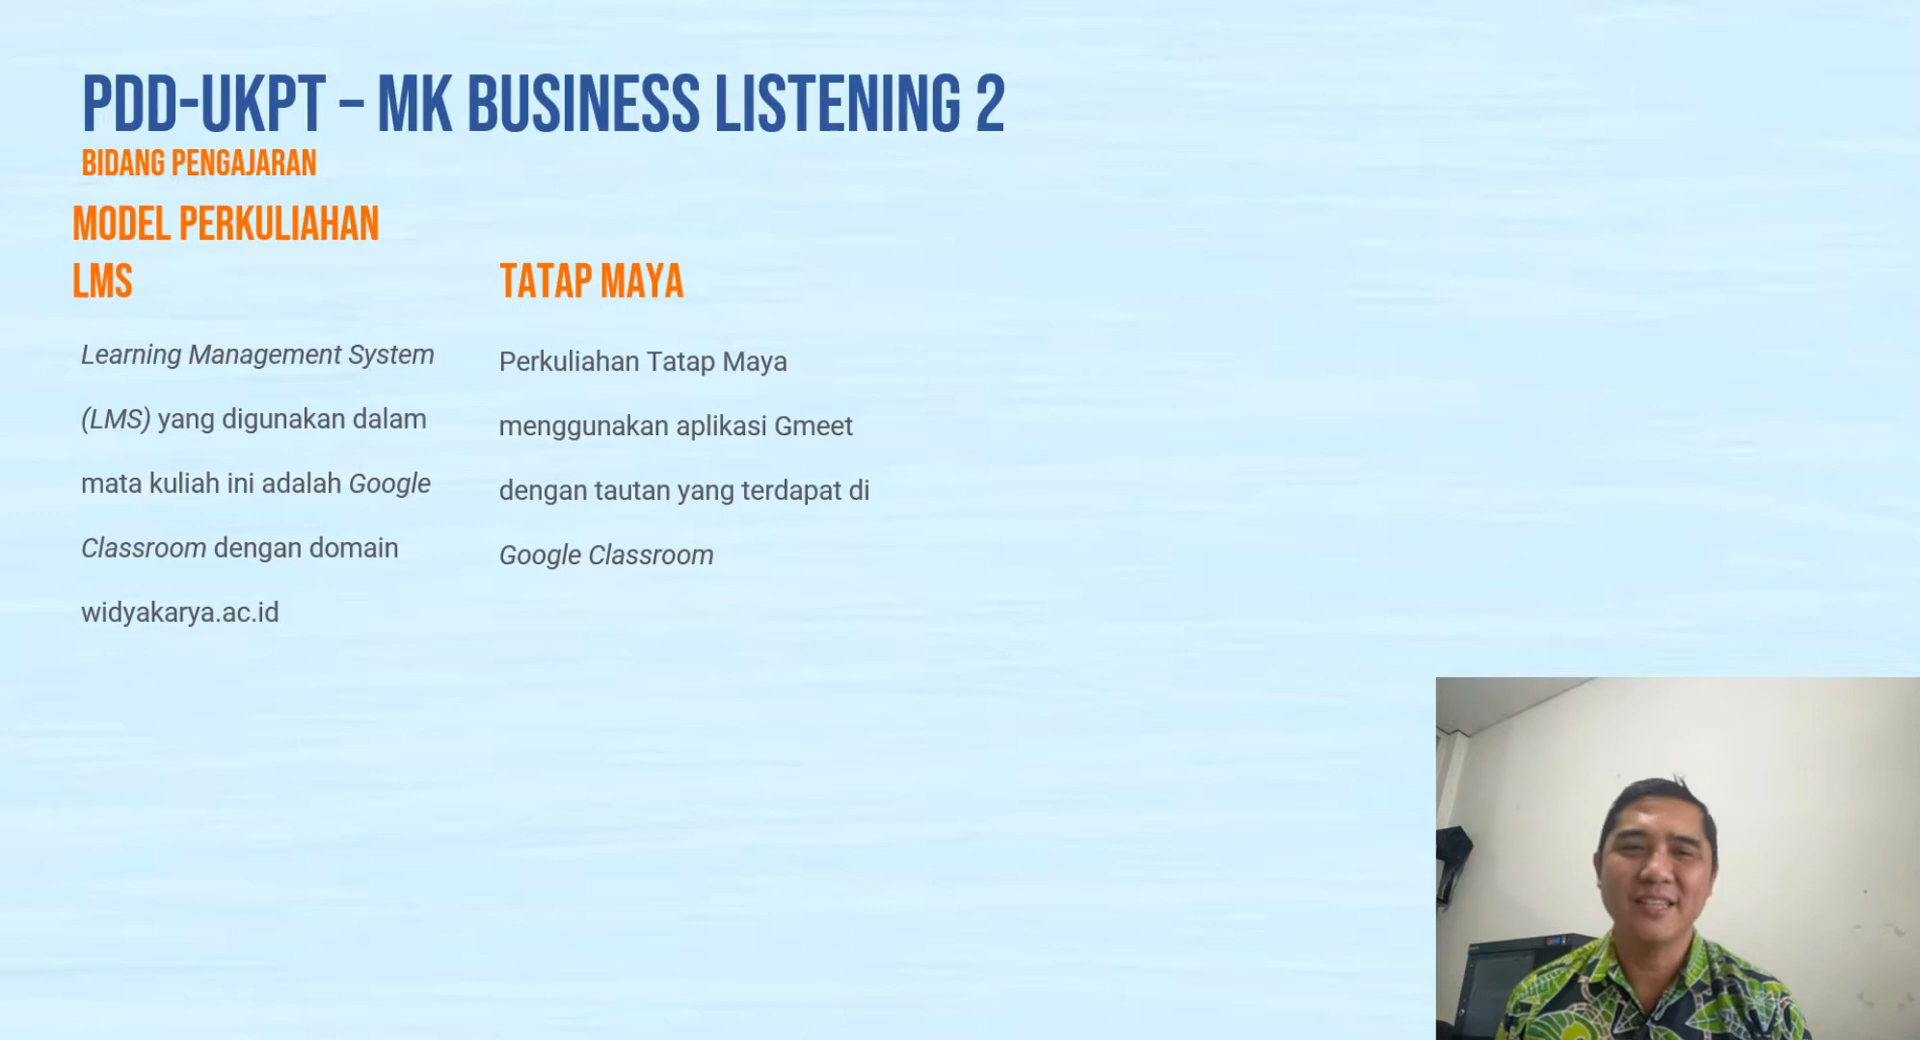 PDD-UKPT – MK BUSINESS LISTENING 2
BIDANG PENGAJARAN
MODEL PERKULIAHAN
LMS
Learning Management System
(LMS) yang digunakan dalam
mata kuliah ini adalah Google
Classroom dengan domain
widyakarya.ac.id
TATAP MAYA
Perkuliahan Tatap Maya
menggunakan aplikasi Gmeet
dengan tautan yang terdapat di
Google Classroom